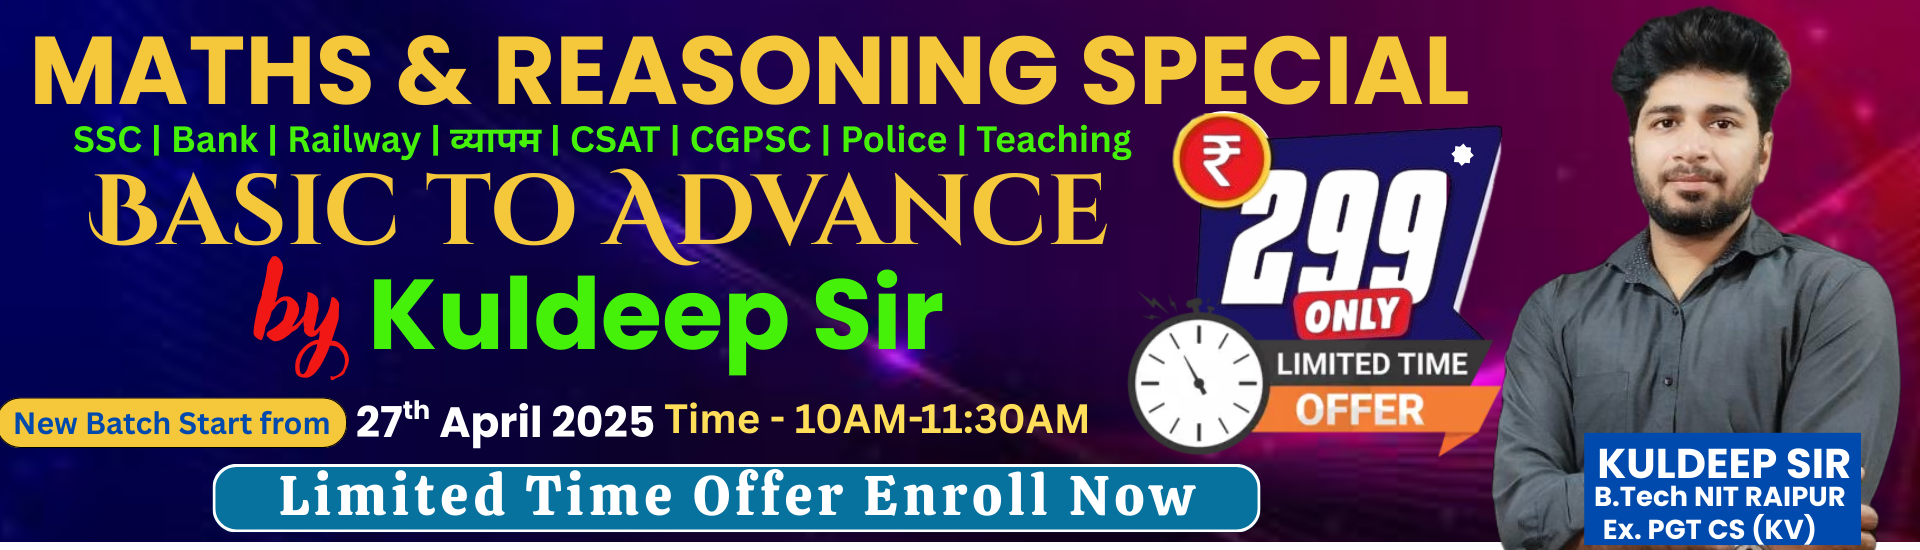 MATHS & REASONING SPECIAL
SSC | Bank | Railway | व्यापम | CSAT | CGPSC | Police | Teaching
BASIC TO ADVANCE
by Kuldeep Sir
₹ 299
ONLY
LIMITED TIME
OFFER
New Batch Start from 27th April 2025 Time - 10AM-11:30AM
Limited Time Offer Enroll Now
KULDEEP SIR
B.Tech NIT RAIPUR
Ex. PGT CS (KV)